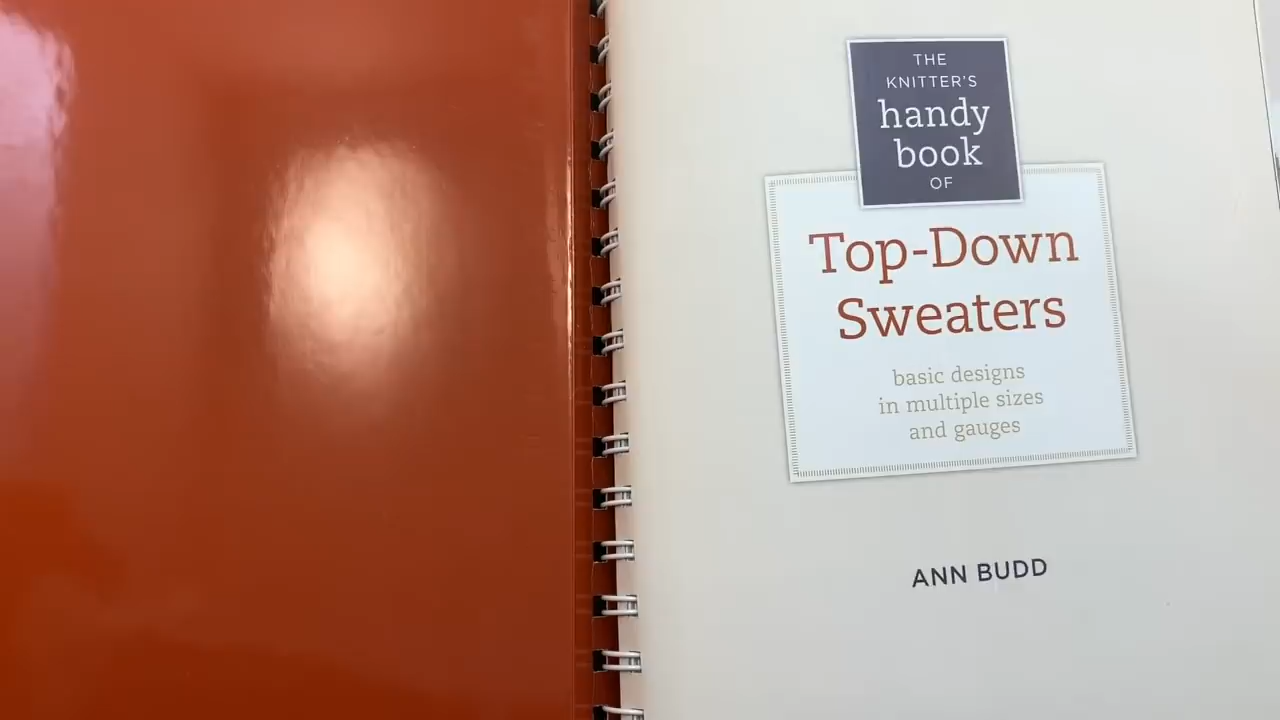 THE
KNITTER'S
handy
book
OF
Top-Down
Sweaters
basic designs
in multiple sizes
and gauges
ANN BUDD